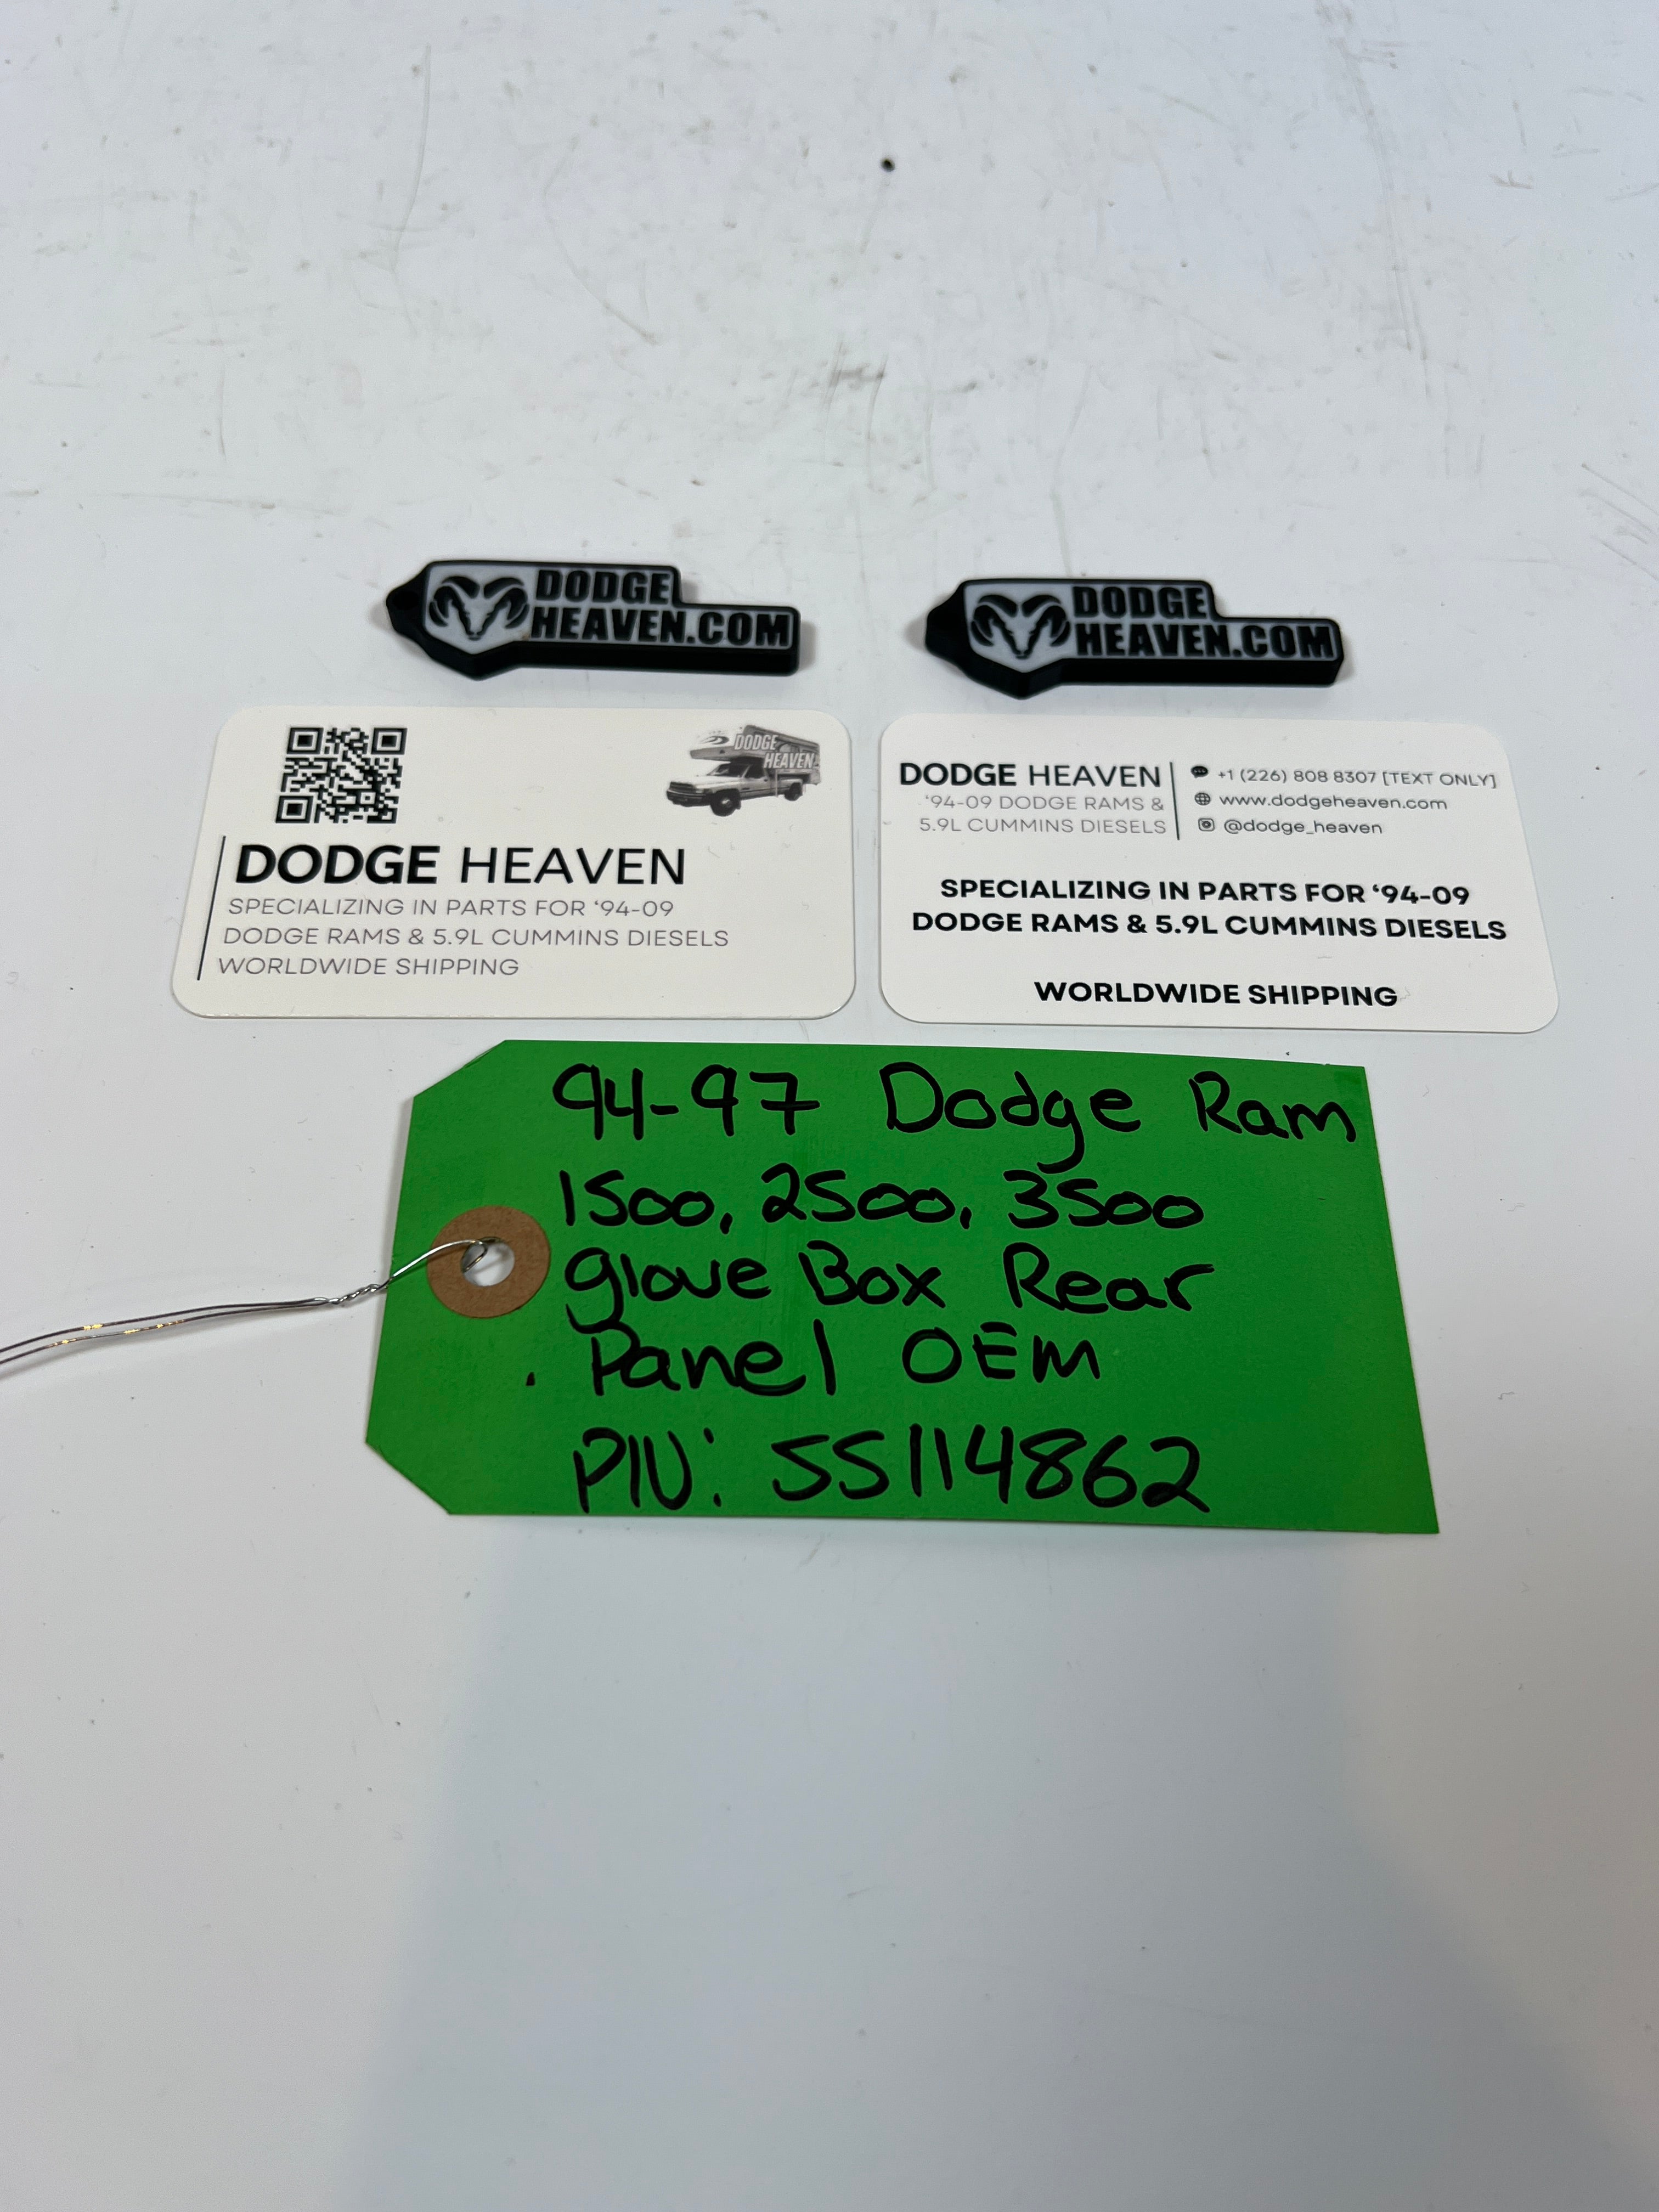 DODGE
HEAVEN.COM
DODGE
HEAVEN.COM
DODGE
HEAVEN
DODGE HEAVEN
SPECIALIZING IN PARTS FOR ‘94-09
DODGE RAMS & 5.9L CUMMINS DIESELS
WORLDWIDE SHIPPING
DODGE HEAVEN
‘94-09 DODGE RAMS &
5.9L CUMMINS DIESELS
+1 (226) 808 8307 [TEXT ONLY]
www.dodgeheaven.com
@dodge_heaven
SPECIALIZING IN PARTS FOR ‘94-09
DODGE RAMS & 5.9L CUMMINS DIESELS
WORLDWIDE SHIPPING
94-97 Dodge Ram
1500, 2500, 3500
glove Box Rear
Panel OEM
P/N: 55114862